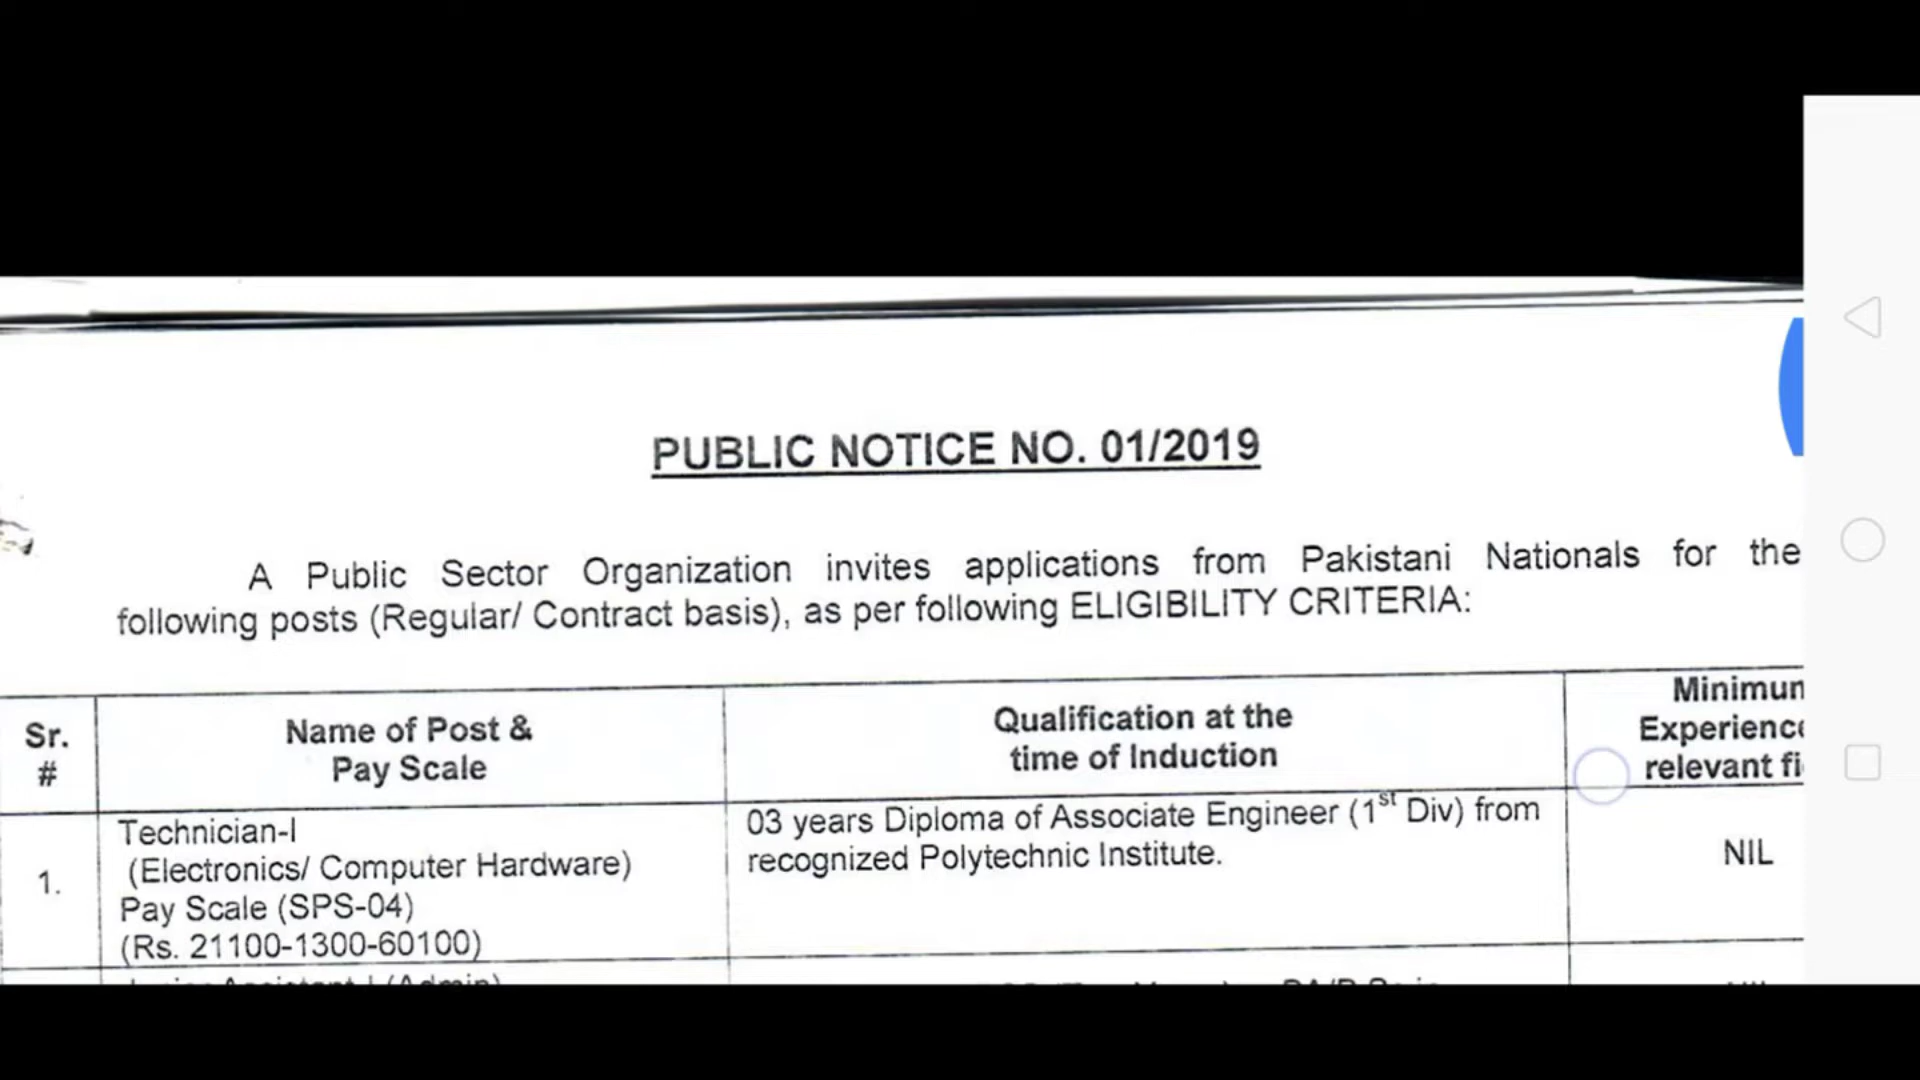 PUBLIC NOTICE NO. 01/2019
A Public Sector Organization invites applications from Pakistani Nationals for the
following posts (Regular/ Contract basis), as per following ELIGIBILITY CRITERIA:
Sr.
#
Name of Post &
Pay Scale
Qualification at the
time of Induction
Minimum
Experience
relevant fi
1.
Technician-I
(Electronics/ Computer Hardware)
Pay Scale (SPS-04)
(Rs. 21100-1300-60100)
03 years Diploma of Associate Engineer (1st Div) from
recognized Polytechnic Institute.
NIL